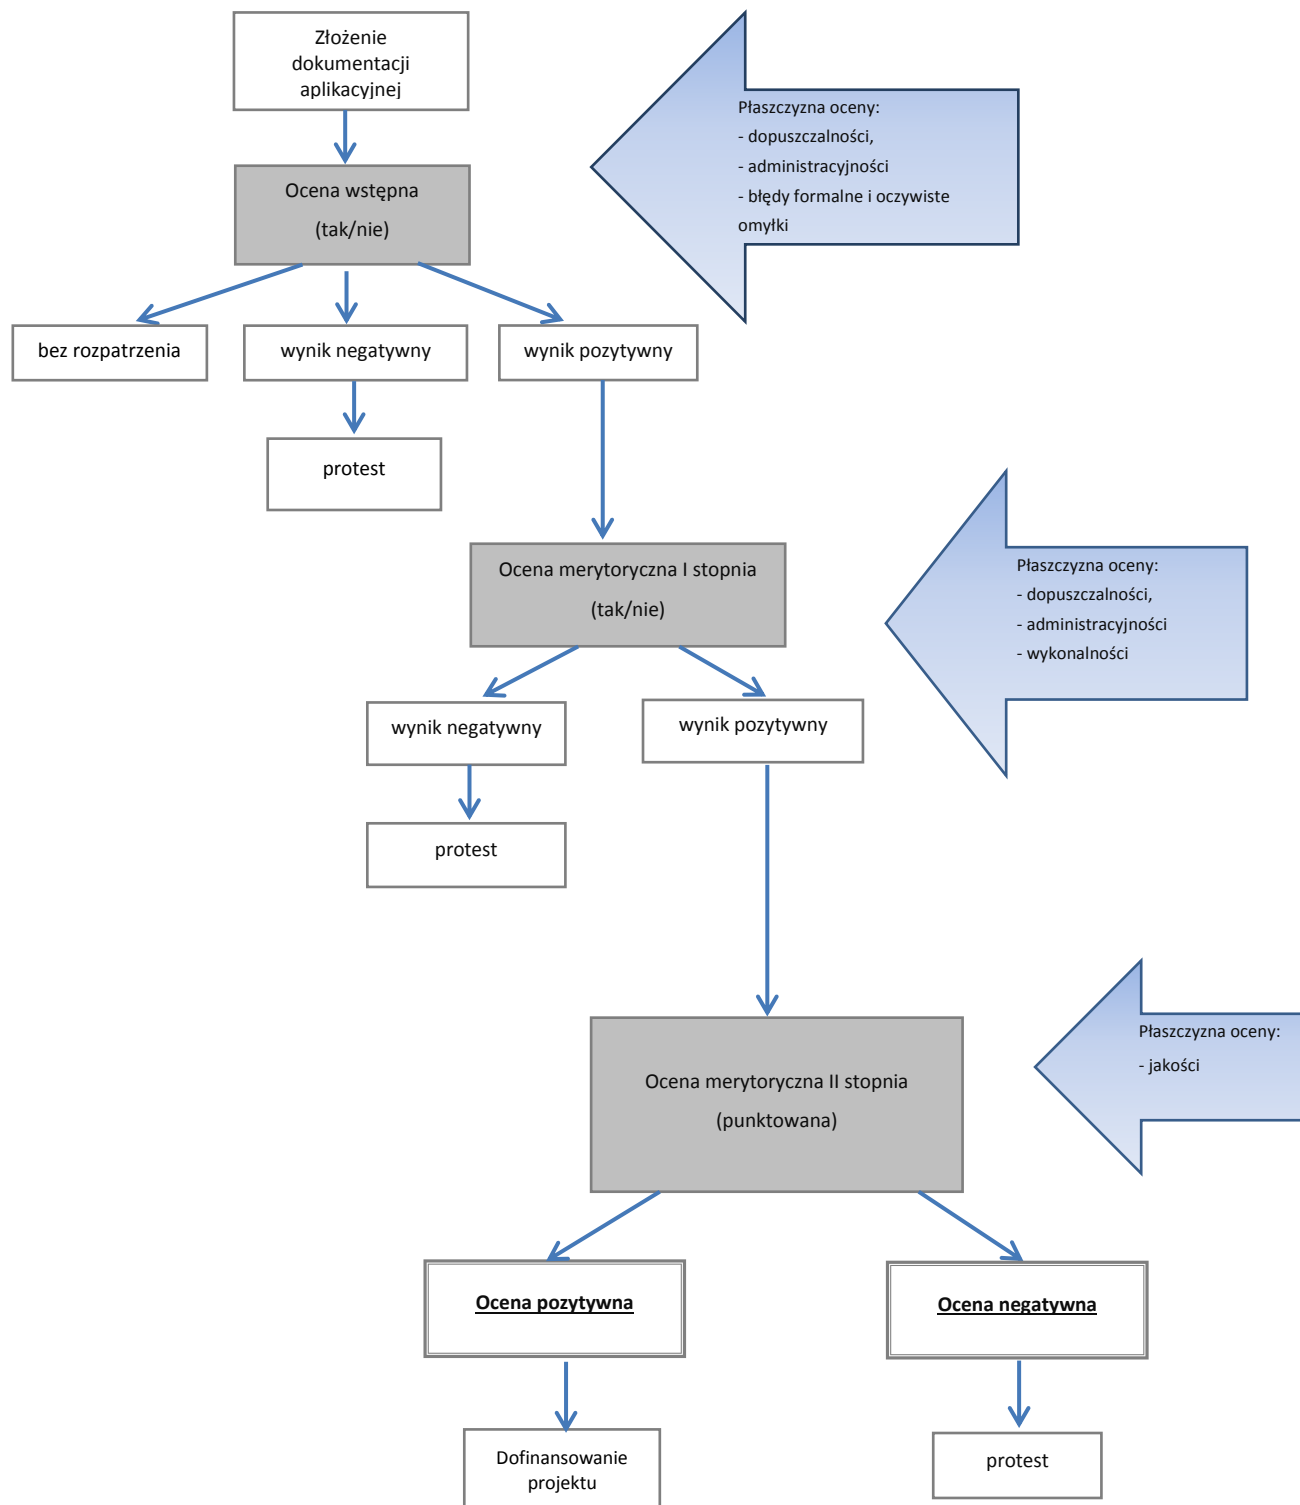 Złożenie
dokumentacji
aplikacyjnej
Płaszczyzna oceny:
- dopuszczalności,
- administracyjności
- błędy formalne i oczywiste
omyłki
Ocena wstępna
(tak/nie)
bez rozpatrzenia
wynik negatywny
wynik pozytywny
protest
Ocena merytoryczna I stopnia
(tak/nie)
Płaszczyzna oceny:
- dopuszczalności,
- administracyjności
- wykonalności
wynik negatywny
wynik pozytywny
protest
Ocena merytoryczna II stopnia
(punktowana)
Płaszczyzna oceny:
- jakości
Ocena pozytywna
Ocena negatywna
Dofinansowanie
projektu
protest